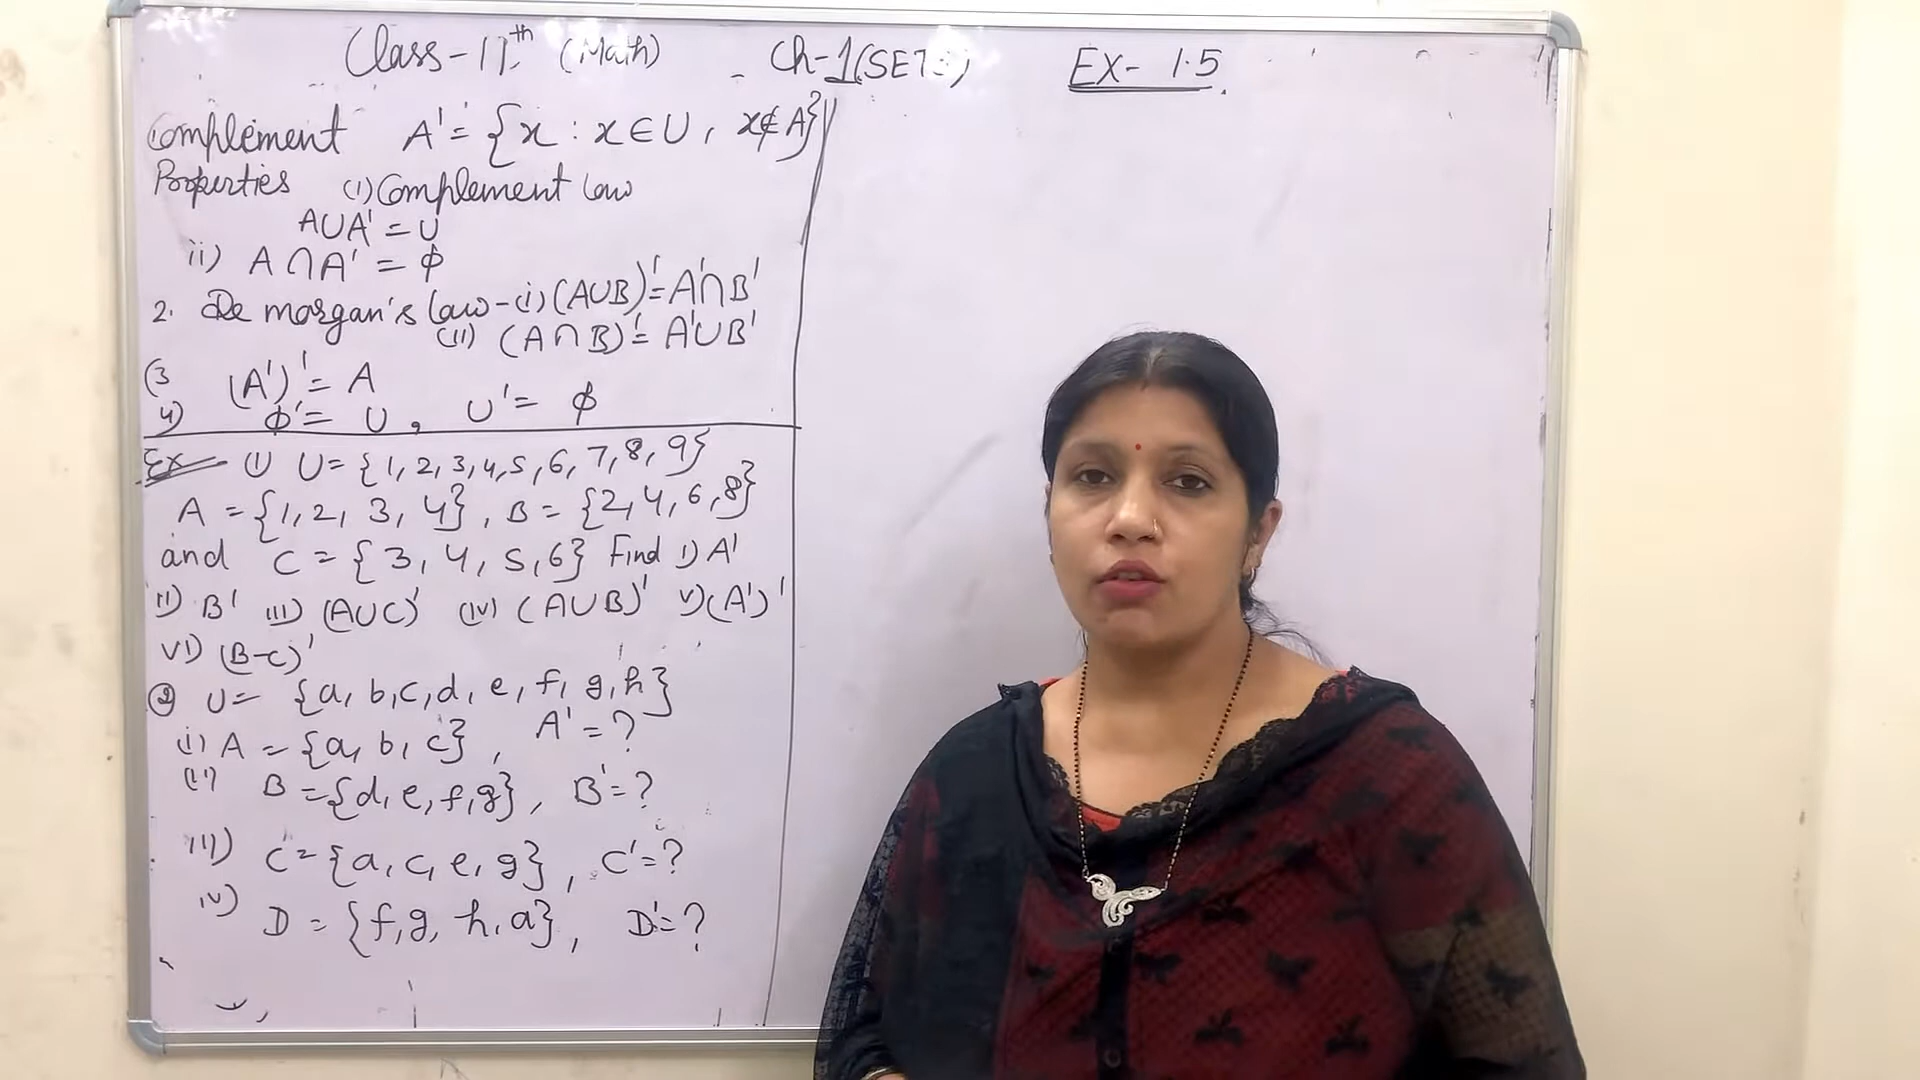 Class-11th (Math) Ch-1(SETS) EX- 1.5
Complement A' = {x : x ∈ U, x ∉ A}
Properties (i) Complement law
A∪A' = U
ii) A∩A' = ϕ
2. De morgan's law-(i) (A∪B)' = A'∩B'
(ii) (A∩B)' = A'∪B'
(3 (A')' = A
4) ϕ' = U, U' = ϕ
Ex (1) U = {1, 2, 3, 4, 5, 6, 7, 8, 9}
A = {1, 2, 3, 4}, B = {2, 4, 6, 8}
and C = {3, 4, 5, 6} Find 1) A'
ii) B' iii) (A∪C)' (iv) (A∪B)' v) (A')'
vi) (B-C)'
② U = {a, b, c, d, e, f, g, h}
(i) A = {a, b, c}, A' = ?
(ii) B = {d, e, f, g}, B' = ?
iii) C = {a, c, e, g}, C' = ?
iv) D = {f, g, h, a}, D' = ?